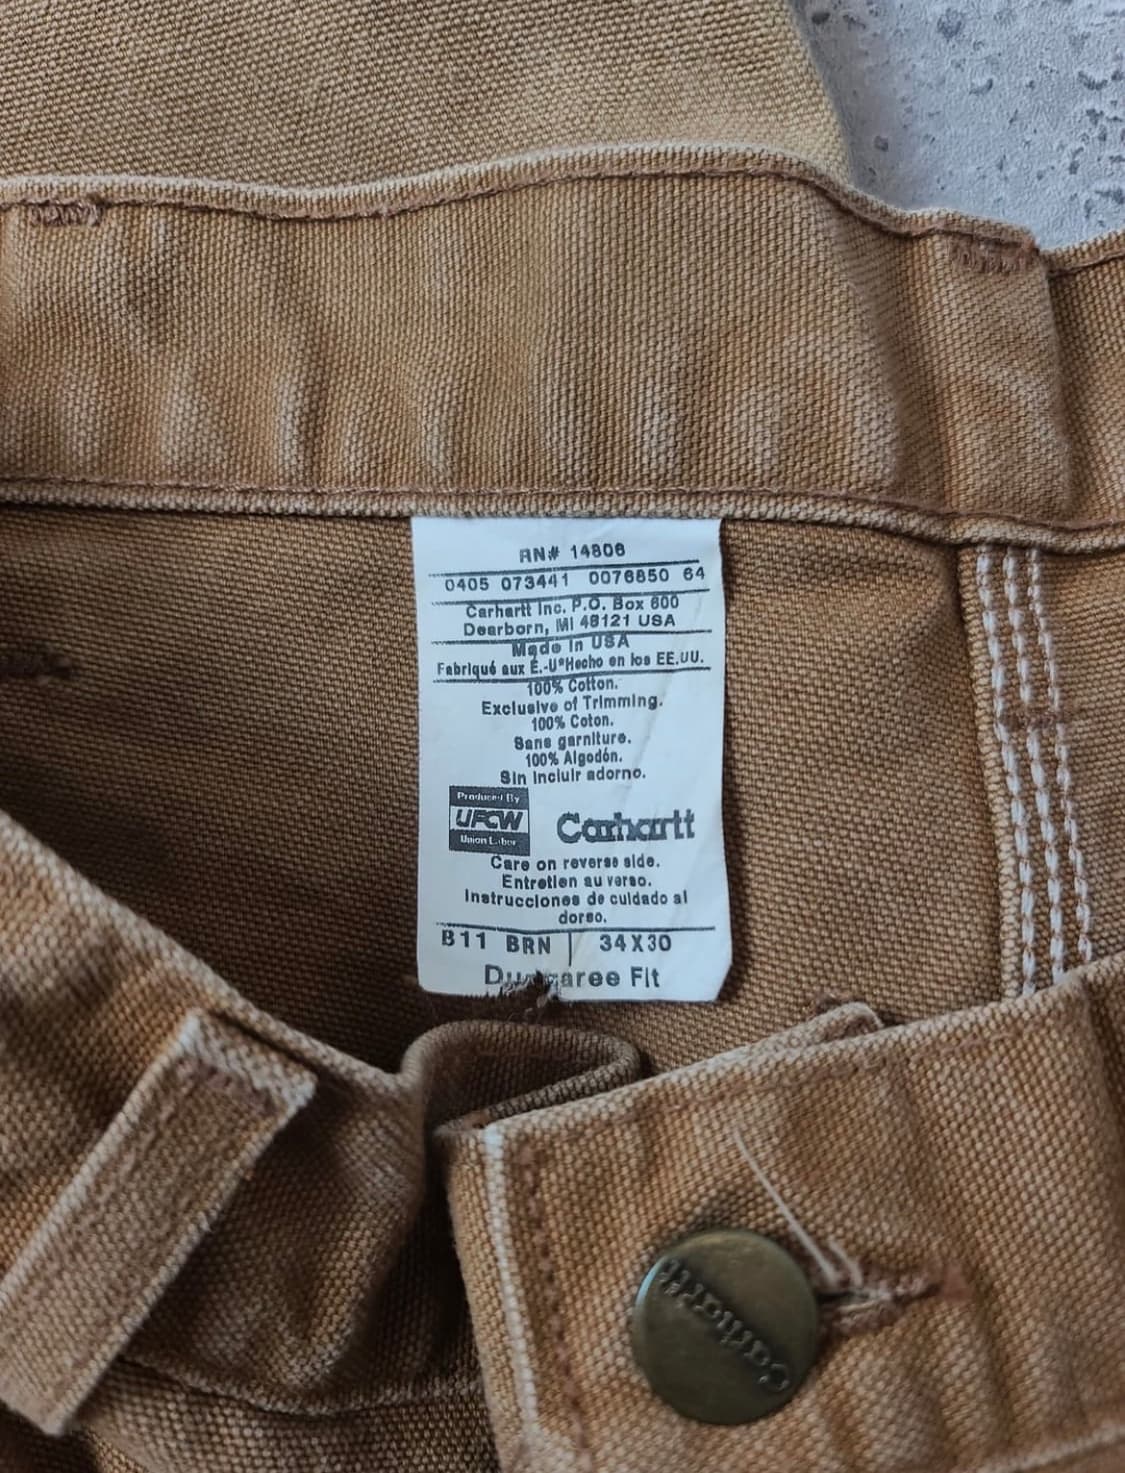 RN# 14806
0405 073441 0076850 64
Carhartt Inc. P.O. Box 600
Dearborn, MI 48121 USA
Made in USA
Fabriqué aux É.-U*Hecho en los EE.UU.
100% Cotton.
Exclusive of Trimming.
100% Coton.
Sans garniture.
100% Algodón.
Sin incluir adorno.
Produced By
UFCW
Union Labor
Carhartt
Care on reverse side.
Entretien au verso.
Instrucciones de cuidado al
dorso.
B11 BRN | 34X30
Dungaree Fit
Carhartt